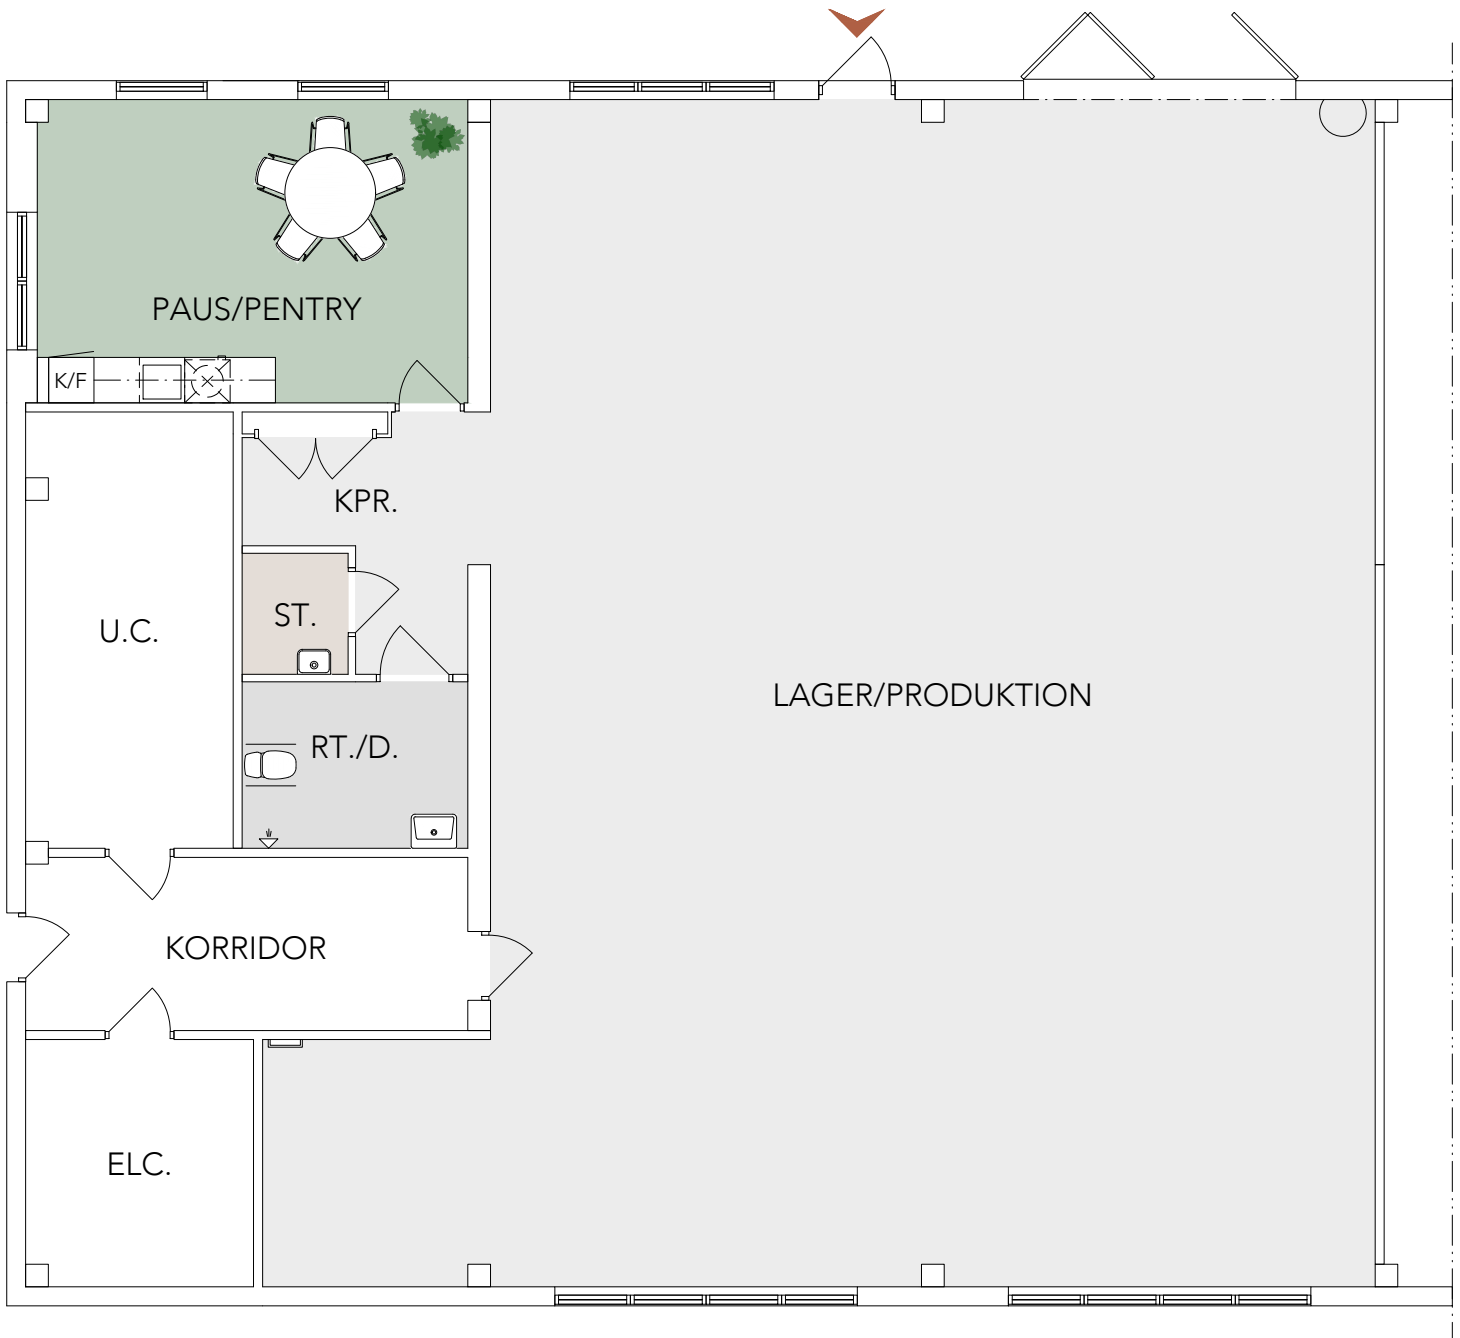 PAUS/PENTRY
K/F
KPR.
ST.
U.C.
LAGER/PRODUKTION
RT./D.
KORRIDOR
ELC.